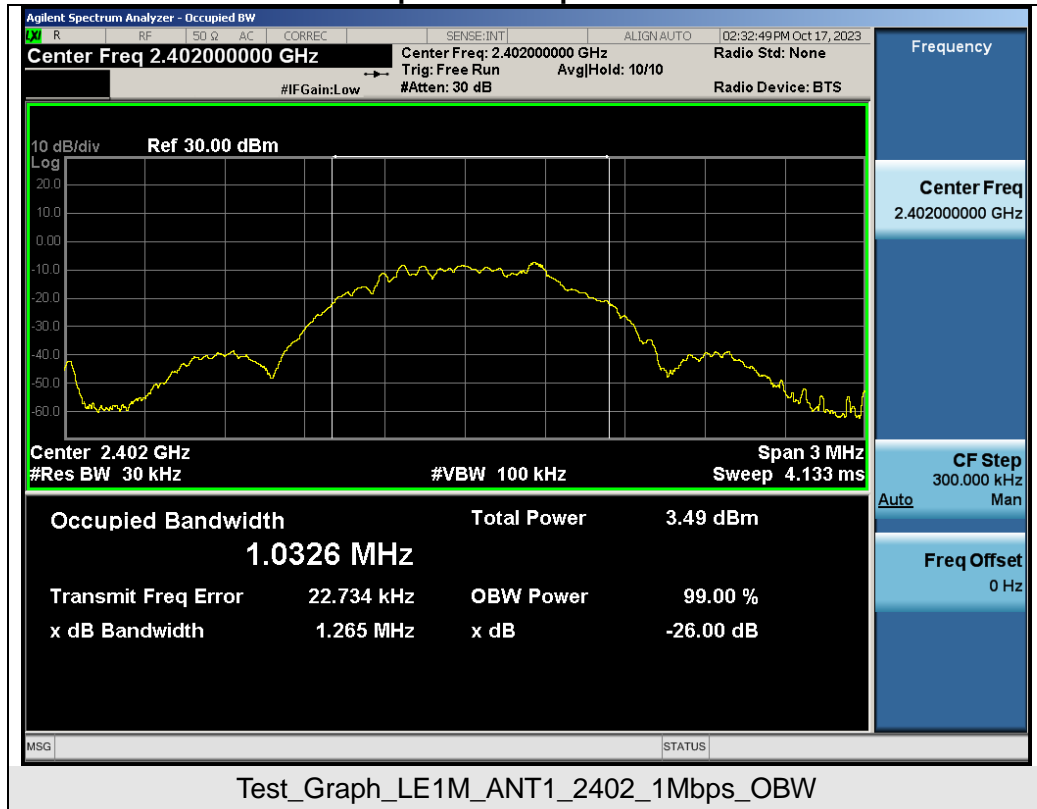 Agilent Spectrum Analyzer - Occupied BW
LXI R RF 50 Ω AC CORREC SENSE:INT ALIGN AUTO 02:32:49 PM Oct 17, 2023
Center Freq 2.402000000 GHz
Center Freq: 2.402000000 GHz Radio Std: None
Trig: Free Run Avg|Hold: 10/10
#IFGain:Low #Atten: 30 dB Radio Device: BTS
10 dB/div Ref 30.00 dBm
Log
20.0
10.0
0.00
-10.0
-20.0
-30.0
-40.0
-50.0
-60.0
Center 2.402 GHz Span 3 MHz
#Res BW 30 kHz #VBW 100 kHz Sweep 4.133 ms
Occupied Bandwidth Total Power 3.49 dBm
1.0326 MHz
Transmit Freq Error 22.734 kHz OBW Power 99.00 %
x dB Bandwidth 1.265 MHz x dB -26.00 dB
Frequency
Center Freq
2.402000000 GHz
CF Step
300.000 kHz
Auto Man
Freq Offset
0 Hz
MSG STATUS
Test_Graph_LE1M_ANT1_2402_1Mbps_OBW